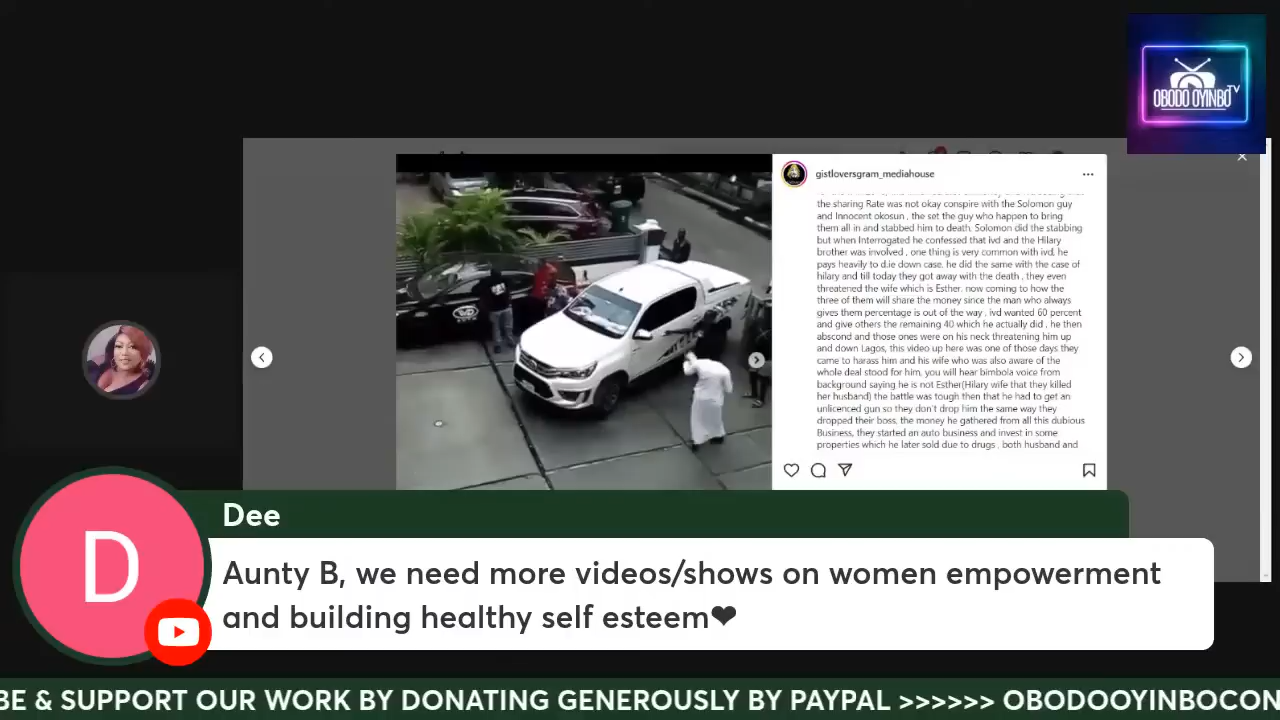 OBODO OYINBO TV
gistloversgram_mediahouse
the sharing Rate was not okay conspire with the Solomon guy
and Innocent okosun , the set the guy who happen to bring
them all in and stabbed him to death. Solomon did the stabbing
but when Interrogated he confessed that ivd and the Hilary
brother was involved , one thing is very common with ivd, he
pays heavily to d.ie down case. he did the same with the case of
hilary and till today they got away with the death , they even
threatened the wife which is Esther. now coming to how the
three of them will share the money since the man who always
gives them percentage is out of the way , ivd wanted 60 percent
and give others the remaining 40 which he actually did , he then
abscond and those ones were on his neck threatening him up
and down Lagos, this video up here was one of those days they
came to harass him and his wife who was also aware of the
whole deal stood for him, you will hear bimbola voice from
background saying he is not Esther(Hilary wife that they killed
her husband) the battle was tough then that he had to get an
unlicenced gun so they don't drop him the same way they
dropped their boss, the money he gathered from all this dubious
Business, they started an auto business and invest in some
properties which he later sold due to drugs , both husband and
Dee
D
Aunty B, we need more videos/shows on women empowerment
and building healthy self esteem❤
BE & SUPPORT OUR WORK BY DONATING GENEROUSLY BY PAYPAL >>>>>> OBODOOYINBOCON